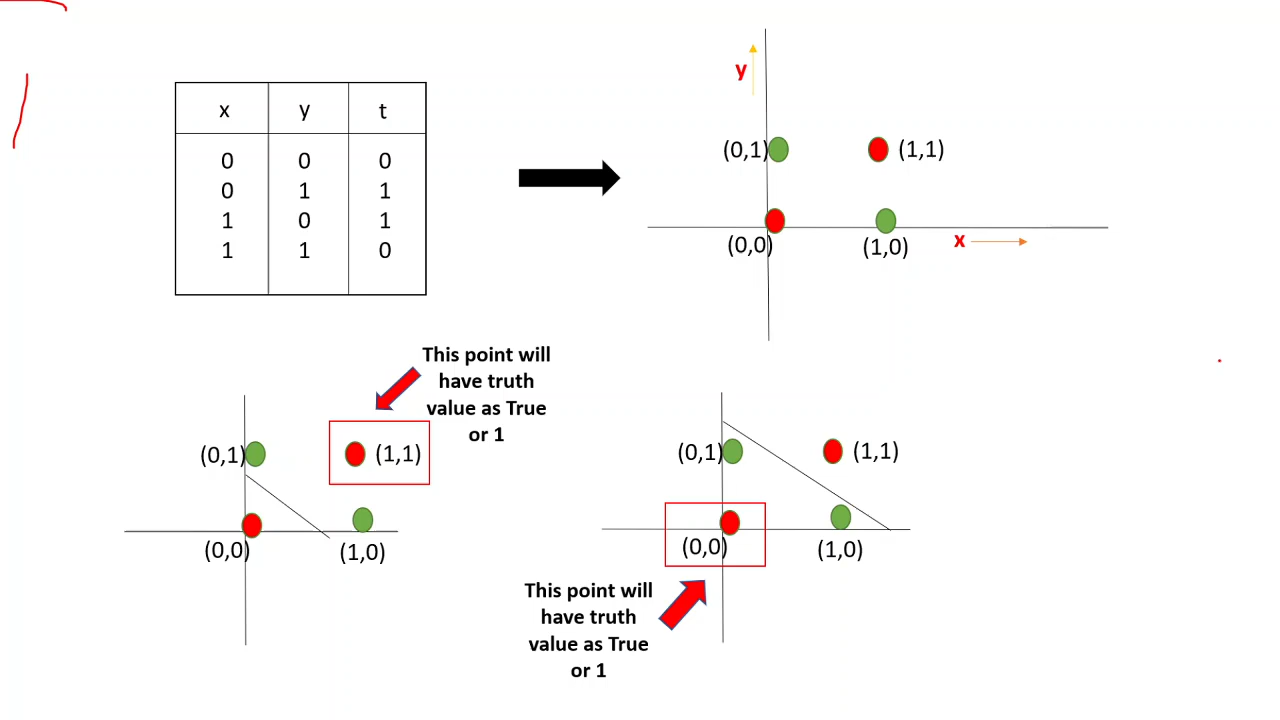 x y t
0 0 0
0 1 1
1 0 1
1 1 0
y
(0,1) (1,1)
(0,0) (1,0) x
This point will
have truth
value as True
or 1
(0,1) (1,1)
(0,0) (1,0)
(0,1) (1,1)
(0,0) (1,0)
This point will
have truth
value as True
or 1